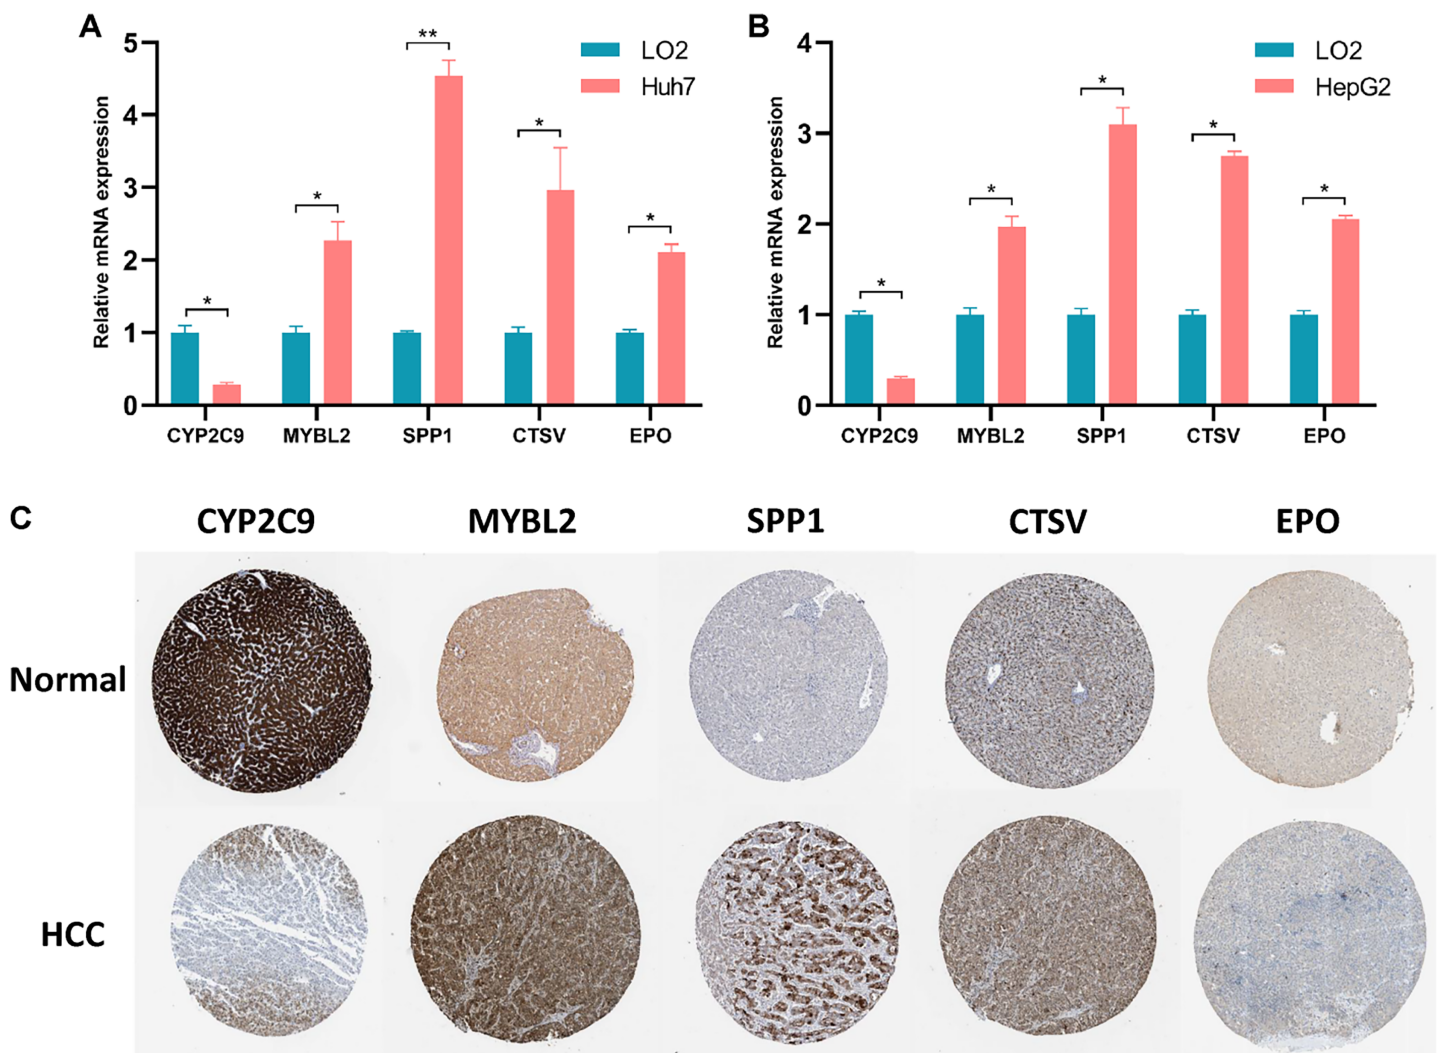 A
Relative mRNA expression
5
4
3
2
1
0
*
*
**
*
*
LO2
Huh7
CYP2C9 MYBL2 SPP1 CTSV EPO
B
Relative mRNA expression
4
3
2
1
0
*
*
*
*
*
LO2
HepG2
CYP2C9 MYBL2 SPP1 CTSV EPO
C
CYP2C9 MYBL2 SPP1 CTSV EPO
Normal
HCC